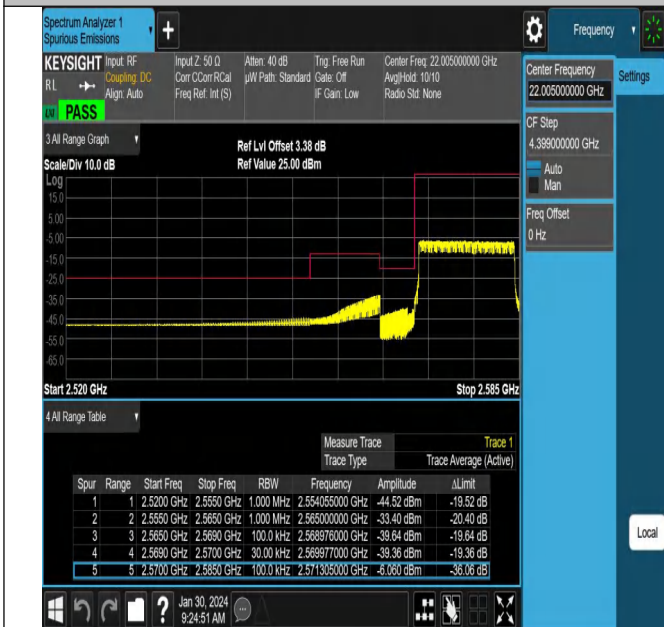 Spectrum Analyzer 1
Spurious Emissions
+
Frequency
KEYSIGHT
RL
PASS
Input: RF
Coupling: DC
Align: Auto
Input Z: 50 Ω
Corr CCorr RCal
Freq Ref: Int (S)
Atten: 40 dB
µW Path: Standard
Trig: Free Run
Gate: Off
IF Gain: Low
Center Freq: 22.005000000 GHz
Avg|Hold: 10/10
Radio Std: None
Center Frequency
22.005000000 GHz
Settings
CF Step
4.399000000 GHz
Auto
Man
Freq Offset
0 Hz
Local
3 All Range Graph
Scale/Div 10.0 dB
Ref Lvl Offset 3.38 dB
Ref Value 25.00 dBm
Log
15.0
5.00
-5.00
-15.0
-25.0
-35.0
-45.0
-55.0
-65.0
Start 2.520 GHz
Stop 2.585 GHz
4 All Range Table
Measure Trace Trace 1
Trace Type Trace Average (Active)
Spur Range Start Freq Stop Freq RBW Frequency Amplitude ΔLimit
1 1 2.5200 GHz 2.5550 GHz 1.000 MHz 2.554055000 GHz -44.52 dBm -19.52 dB
2 2 2.5550 GHz 2.5650 GHz 1.000 MHz 2.565000000 GHz -33.40 dBm -20.40 dB
3 3 2.5650 GHz 2.5690 GHz 100.0 kHz 2.568976000 GHz -39.64 dBm -19.64 dB
4 4 2.5690 GHz 2.5700 GHz 30.00 kHz 2.569977000 GHz -39.36 dBm -19.36 dB
5 5 2.5700 GHz 2.5850 GHz 100.0 kHz 2.571305000 GHz -6.060 dBm -36.06 dB
?
Jan 30, 2024
9:24:51 AM